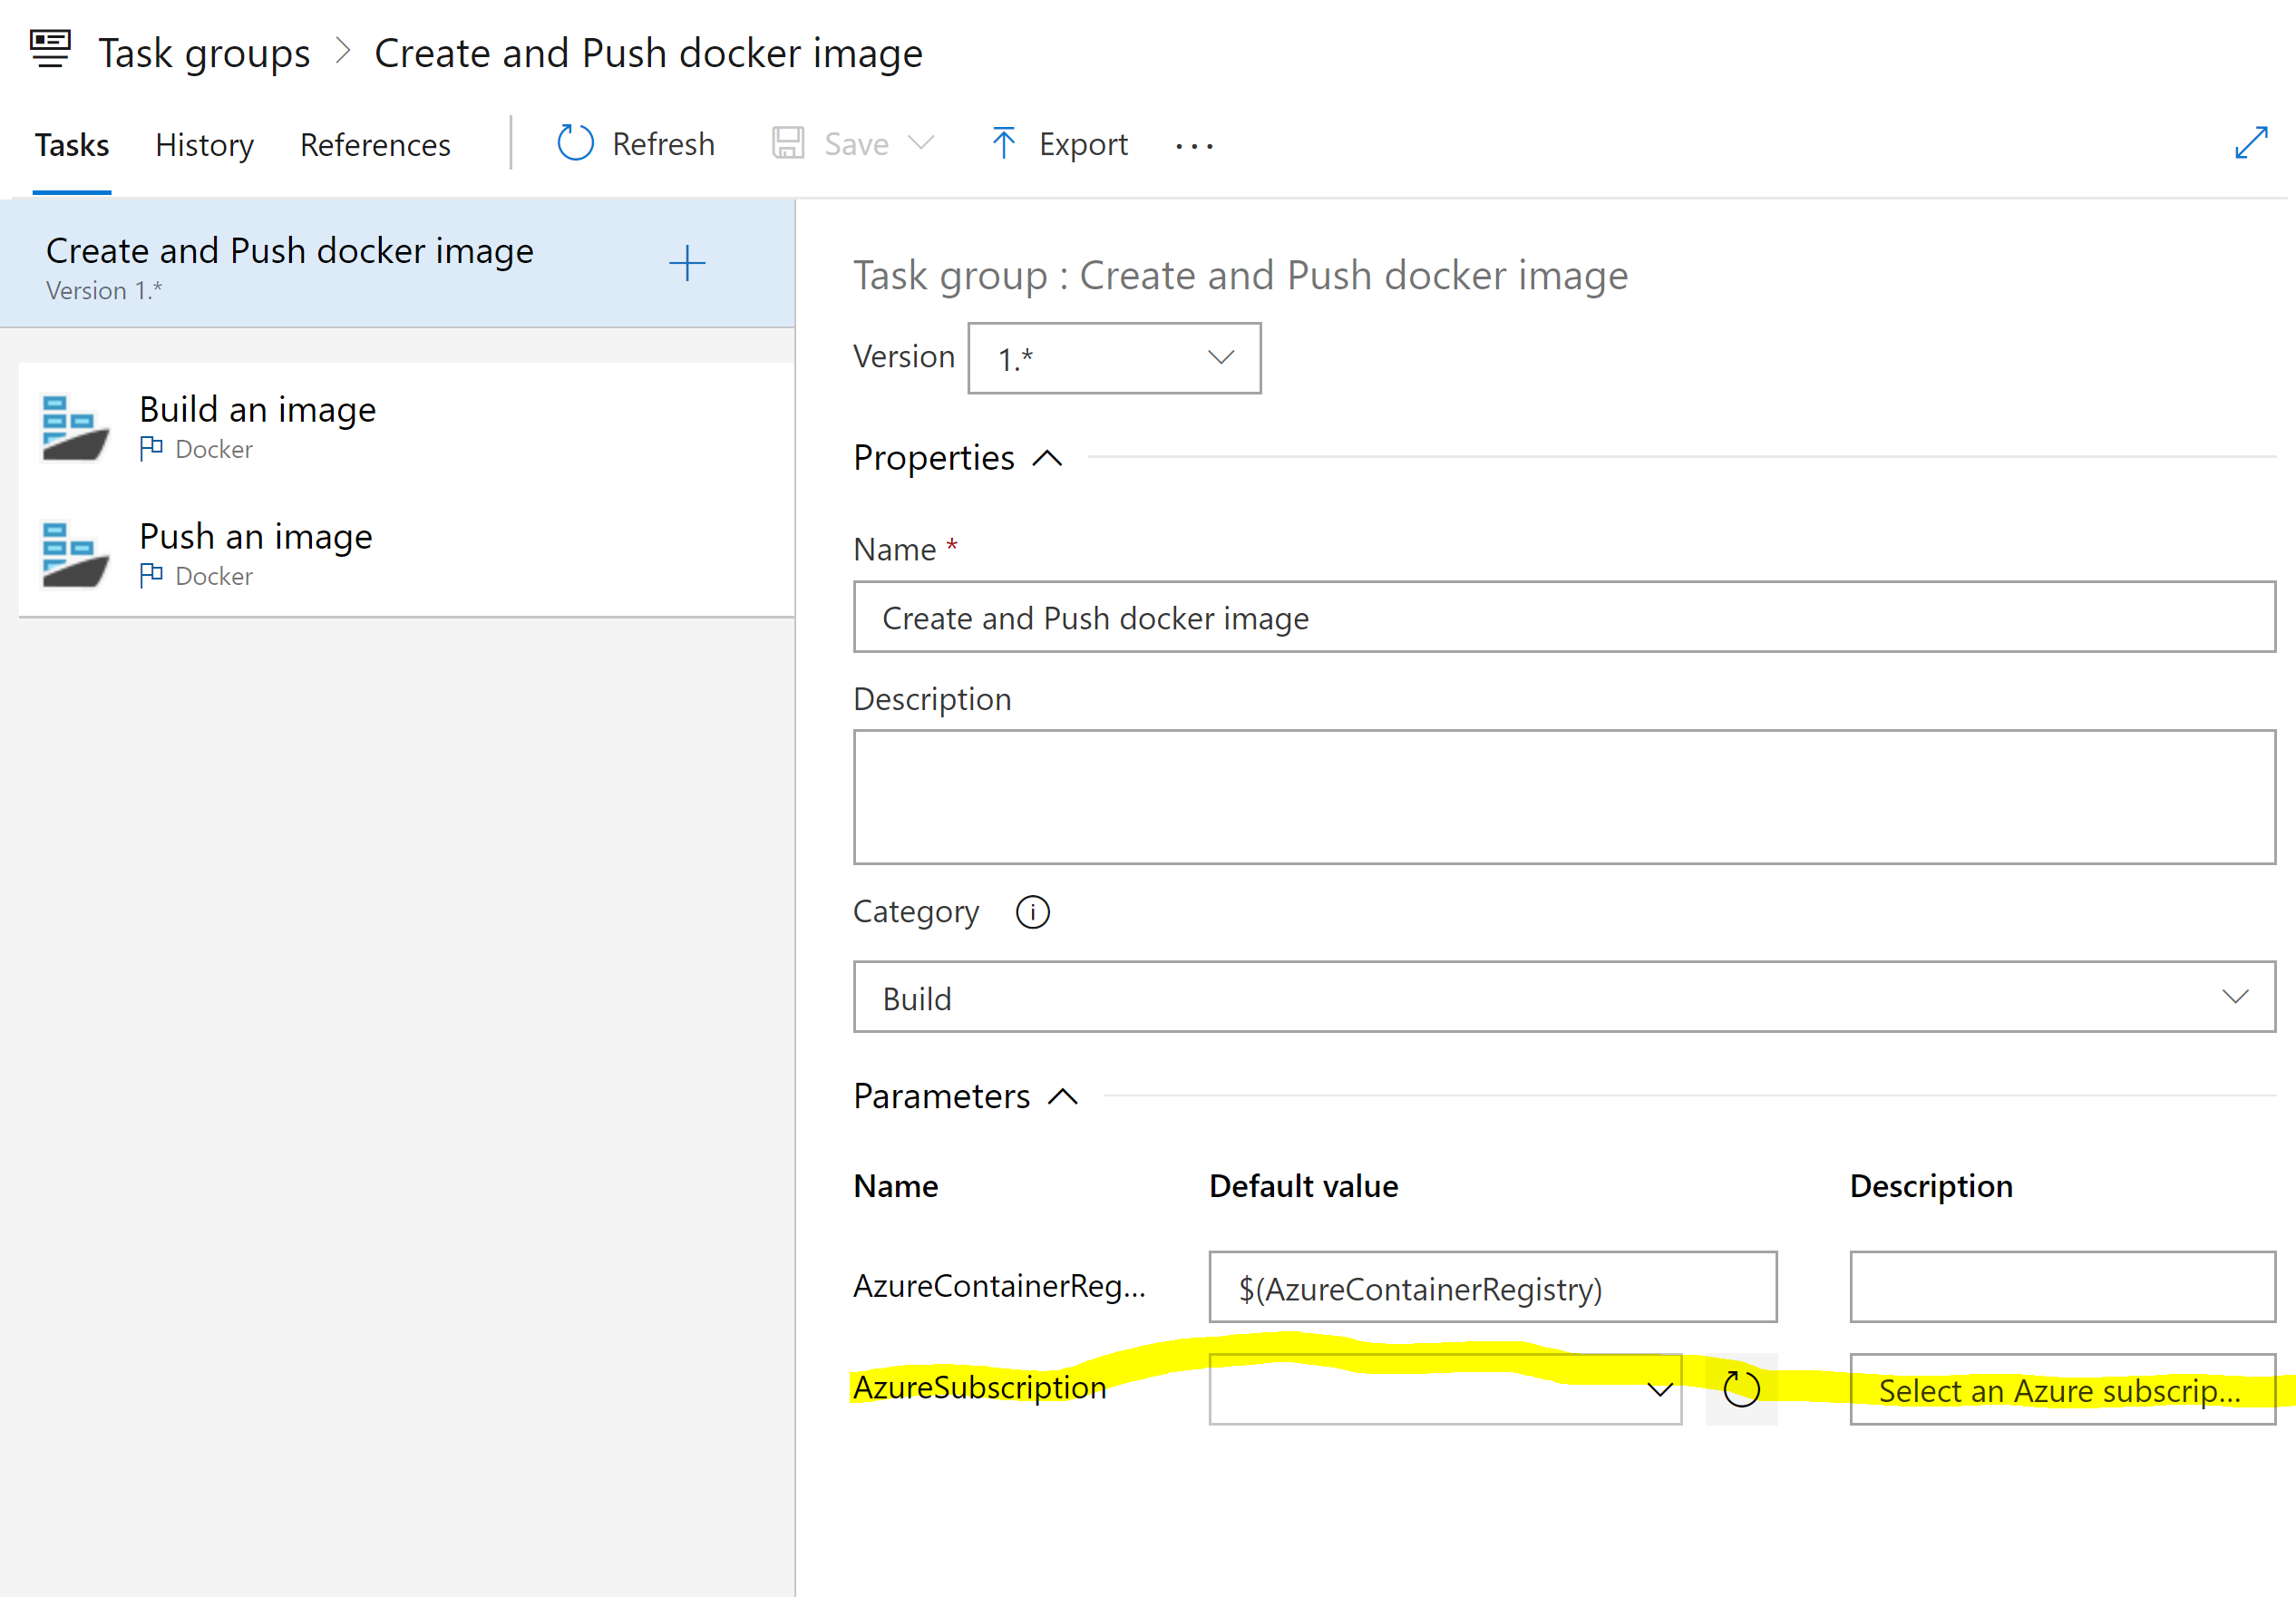 Task groups > Create and Push docker image
Tasks History References Refresh Save Export ...
Create and Push docker image
Version 1.*
Build an image
Docker
Push an image
Docker
Task group : Create and Push docker image
Version 1.*
Properties
Name *
Create and Push docker image
Description
Category i
Build
Parameters
Name Default value Description
AzureContainerReg... $(AzureContainerRegistry)
AzureSubscription Select an Azure subscrip...